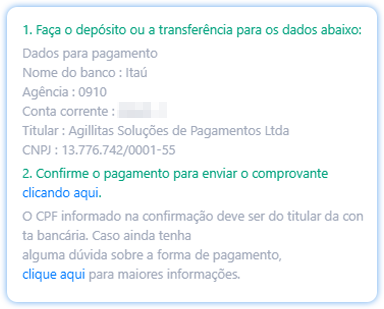 1. Faça o depósito ou a transferência para os dados abaixo:
Dados para pagamento
Nome do banco : Itaú
Agência : 0910
Conta corrente :
Titular : Agillitas Soluções de Pagamentos Ltda
CNPJ : 13.776.742/0001-55
2. Confirme o pagamento para enviar o comprovante
clicando aqui.
O CPF informado na confirmação deve ser do titular da con
ta bancária. Caso ainda tenha
alguma dúvida sobre a forma de pagamento,
clique aqui para maiores informações.